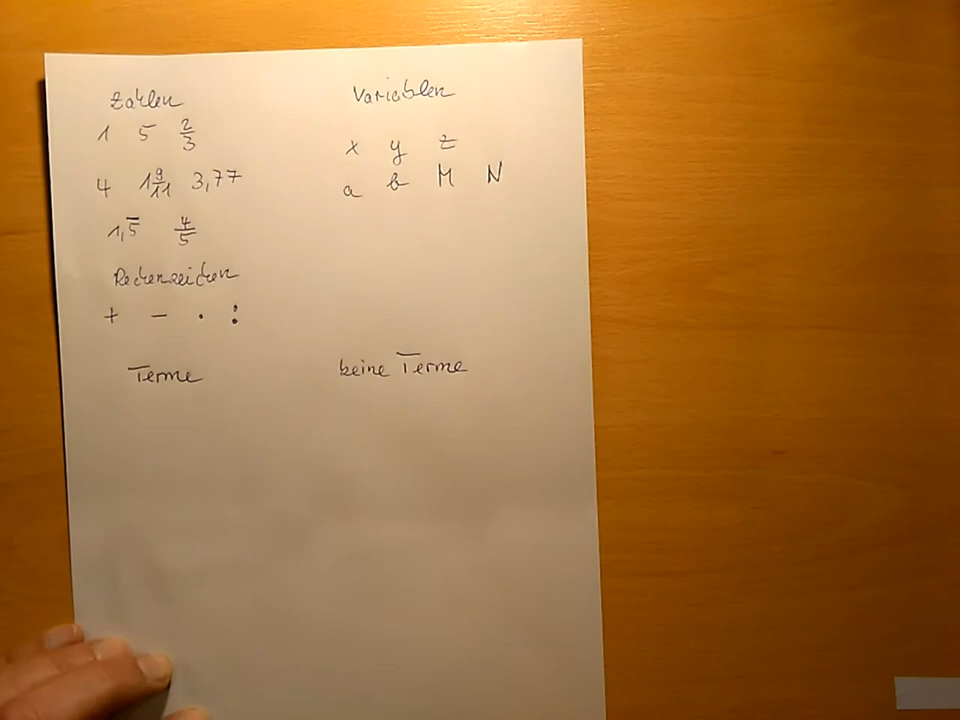 Zahlen
1 5 2/3
4 1 9/11 3,77
1,5̅ 4/5
Rechenzeichen
+ − · :
Variablen
x y z
a b M N
Terme
keine Terme